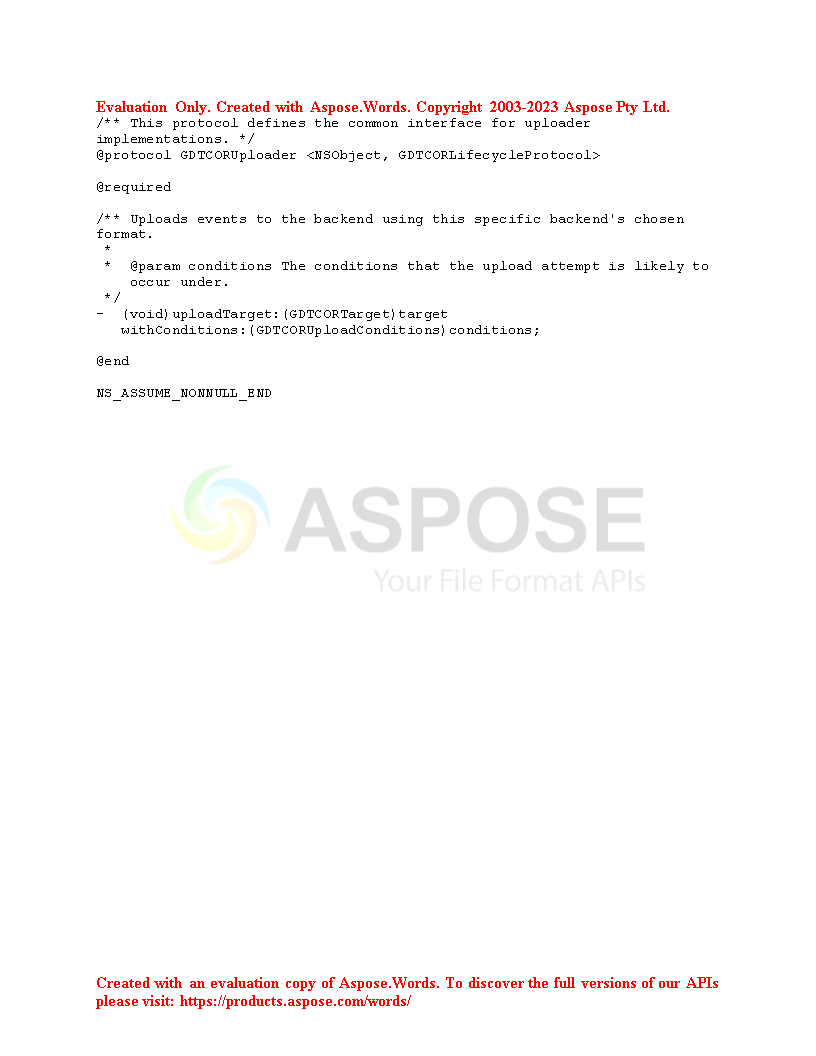 Evaluation Only. Created with Aspose.Words. Copyright 2003-2023 Aspose Pty Ltd.
/** This protocol defines the common interface for uploader
implementations. */
@protocol GDTCORUploader <NSObject, GDTCORLifecycleProtocol>
@required
/** Uploads events to the backend using this specific backend's chosen
format.
*
* @param conditions The conditions that the upload attempt is likely to
occur under.
*/
- (void)uploadTarget:(GDTCORTarget)target
withConditions:(GDTCORUploadConditions)conditions;
@end
NS_ASSUME_NONNULL_END
ASPOSE
Your File Format APIs
Created with an evaluation copy of Aspose.Words. To discover the full versions of our APIs
please visit: https://products.aspose.com/words/